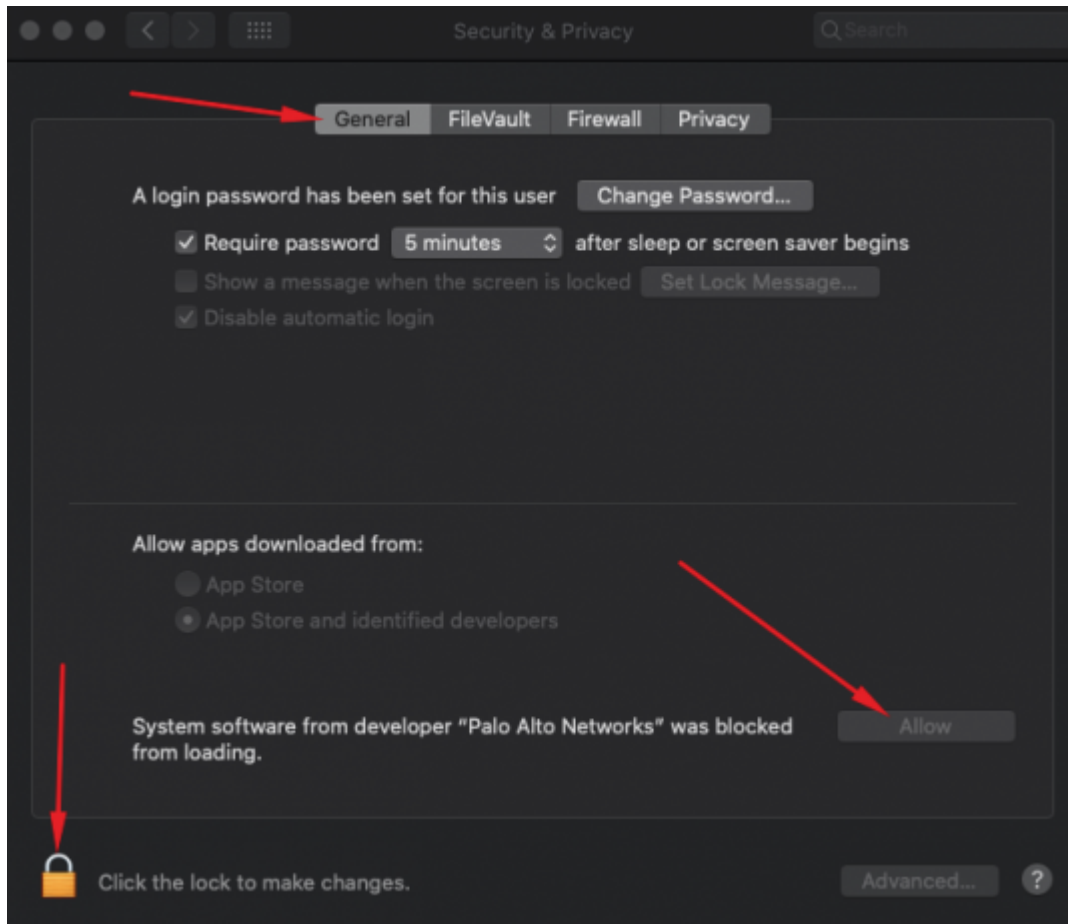 Security & Privacy
Search
General FileVault Firewall Privacy
A login password has been set for this user Change Password...
Require password 5 minutes after sleep or screen saver begins
Show a message when the screen is locked Set Lock Message...
Disable automatic login
Allow apps downloaded from:
App Store
App Store and identified developers
System software from developer “Palo Alto Networks” was blocked Allow
from loading.
Click the lock to make changes. Advanced... ?